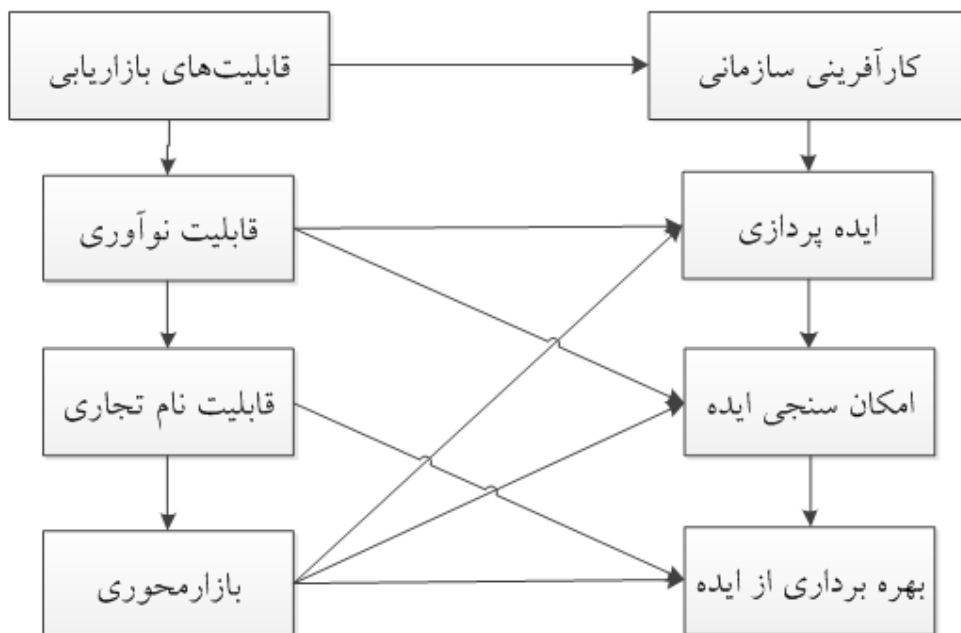 کارآفرینی سازمانی
قابلیت‌های بازاریابی
ایده پردازی
قابلیت نوآوری
امکان سنجی ایده
قابلیت نام تجاری
بهره برداری از ایده
بازارمحوری